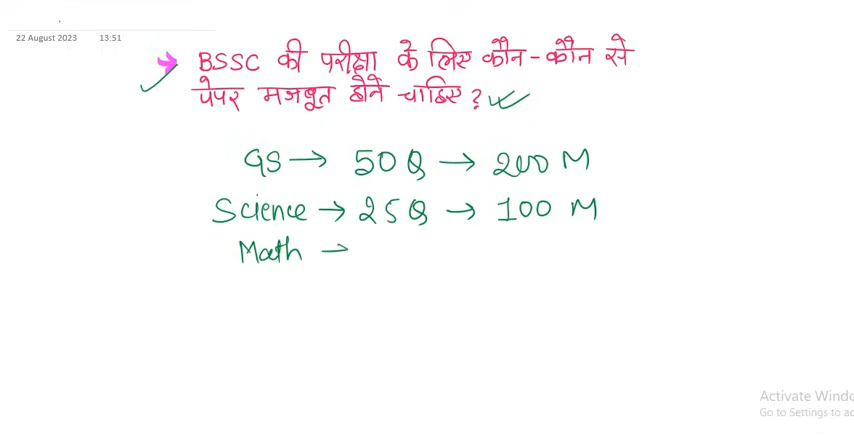 22 August 2023 13:51
BSSC की परीक्षा के लिए कौन-कौन से
पेपर मजबूत होने चाहिए?
GS → 50 Q → 200 M
Science → 25 Q → 100 M
Math →
Activate Windo
Go to Settings to ac